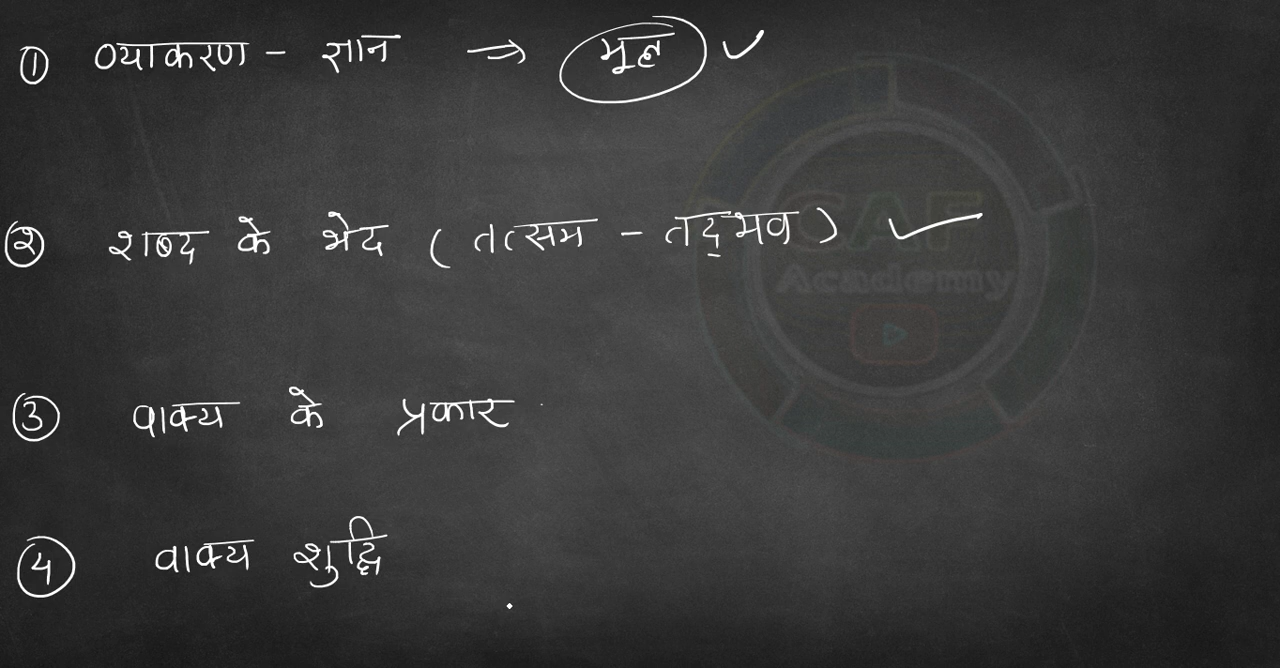 ① व्याकरण - ज्ञान ⇒ मूल ✓
② शब्द के भेद ( तत्सम - तद्भव ) ✓
CAF
Academy
③ वाक्य के प्रकार
④ वाक्य शुद्धि